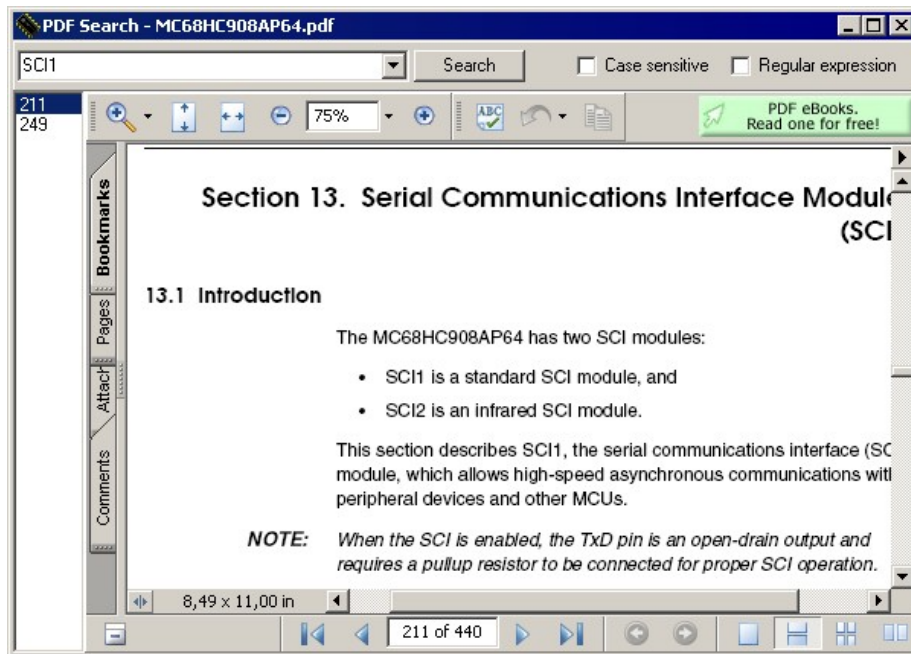 PDF Search - MC68HC908AP64.pdf
SCI1
Search
Case sensitive
Regular expression
211
249
75%
ABC
PDF eBooks.
Read one for free!
Bookmarks
Pages
Attach
Comments
Section 13. Serial Communications Interface Module
(SCI
13.1 Introduction
The MC68HC908AP64 has two SCI modules:
• SCI1 is a standard SCI module, and
• SCI2 is an infrared SCI module.
This section describes SCI1, the serial communications interface (SC
module, which allows high-speed asynchronous communications with
peripheral devices and other MCUs.
NOTE: When the SCI is enabled, the TxD pin is an open-drain output and
requires a pullup resistor to be connected for proper SCI operation.
8,49 x 11,00 in
211 of 440